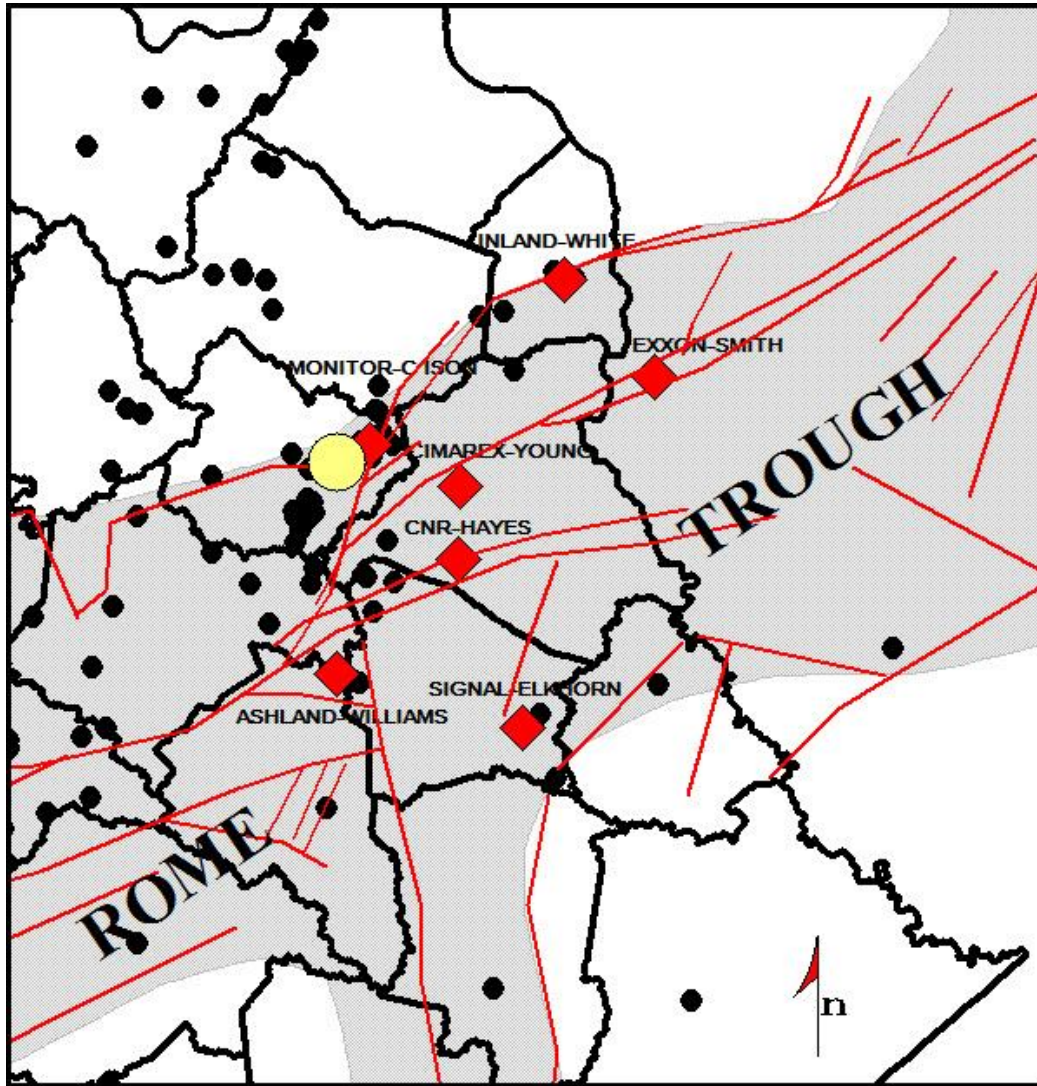 INLAND-WHITE
EXXON-SMITH
MONITOR-C ISON
CIMAREX-YOUNG
TROUGH
CNR-HAYES
SIGNAL-ELKHORN
ASHLAND-WILLIAMS
ROME
n